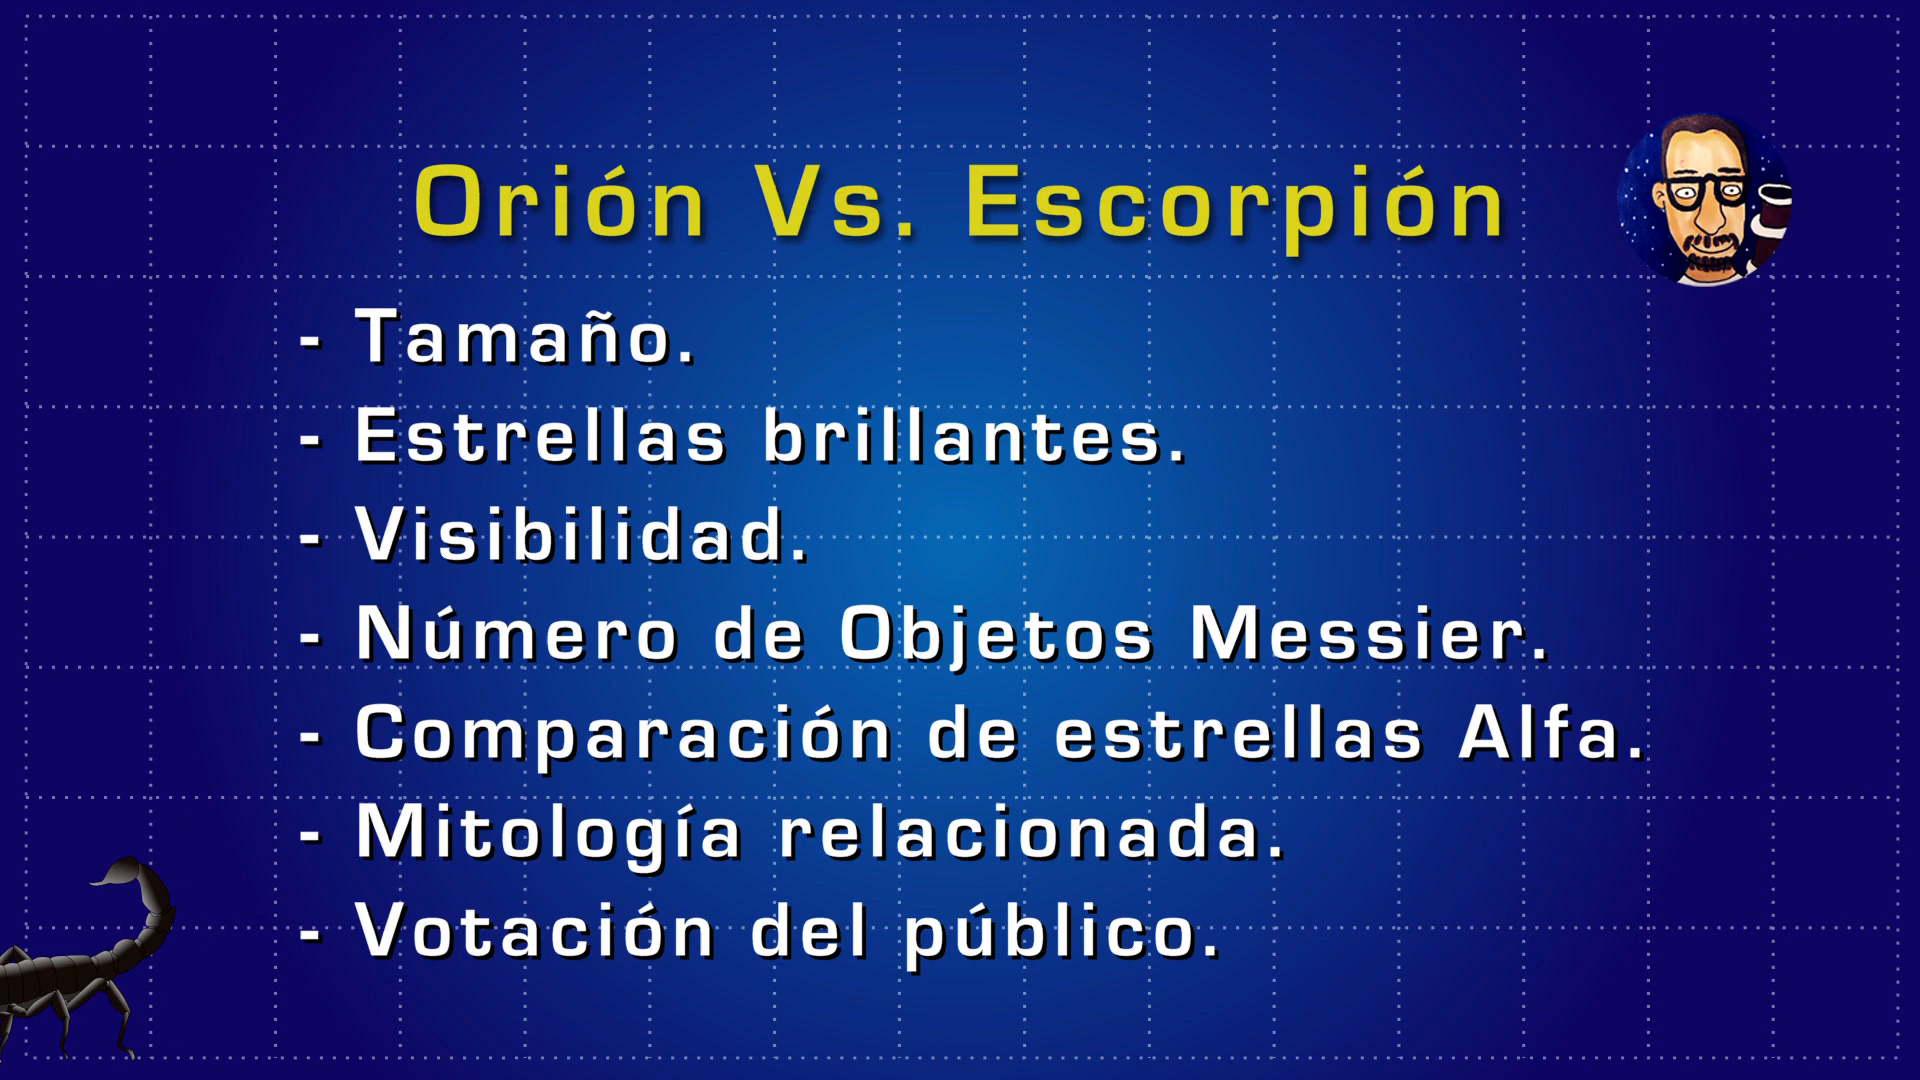 Orión Vs. Escorpión
- Tamaño.
- Estrellas brillantes.
- Visibilidad.
- Número de Objetos Messier.
- Comparación de estrellas Alfa.
- Mitología relacionada.
- Votación del público.